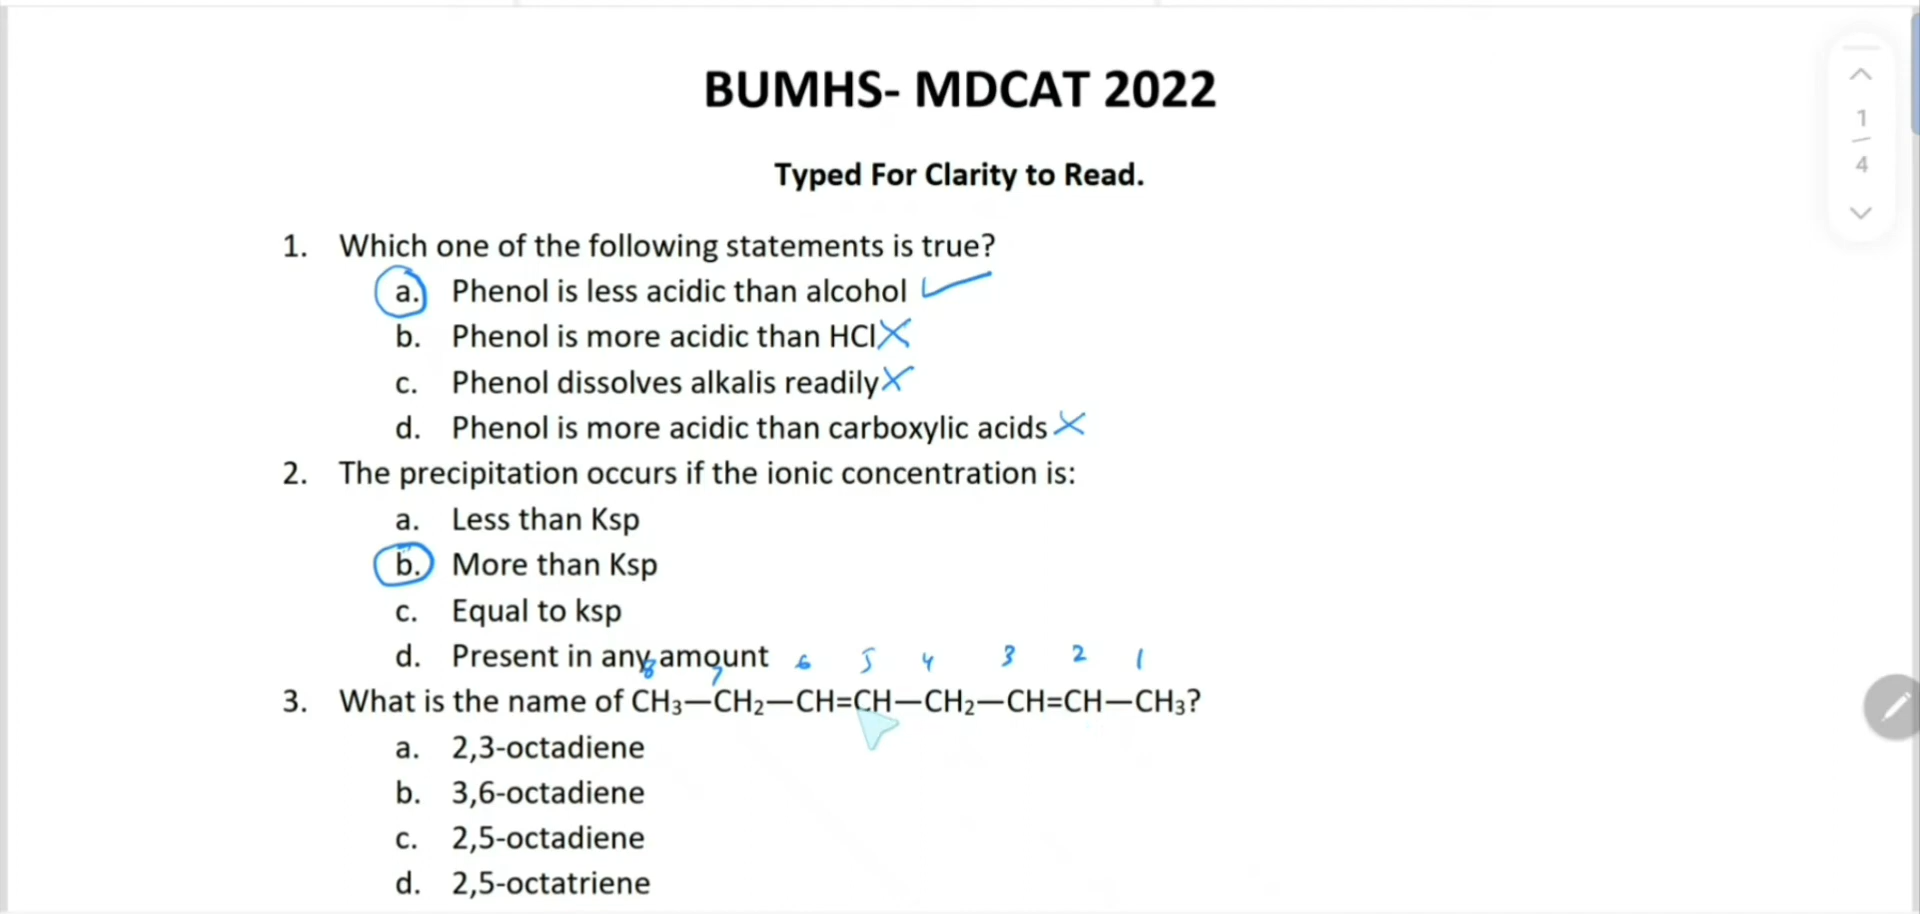 BUMHS- MDCAT 2022
Typed For Clarity to Read.
1. Which one of the following statements is true?
a. Phenol is less acidic than alcohol
b. Phenol is more acidic than HCl
c. Phenol dissolves alkalis readily
d. Phenol is more acidic than carboxylic acids
2. The precipitation occurs if the ionic concentration is:
a. Less than Ksp
b. More than Ksp
c. Equal to ksp
d. Present in any amount
8 7 6 5 4 3 2 1
3. What is the name of CH₃—CH₂—CH=CH—CH₂—CH=CH—CH₃?
a. 2,3-octadiene
b. 3,6-octadiene
c. 2,5-octadiene
d. 2,5-octatriene
1
4